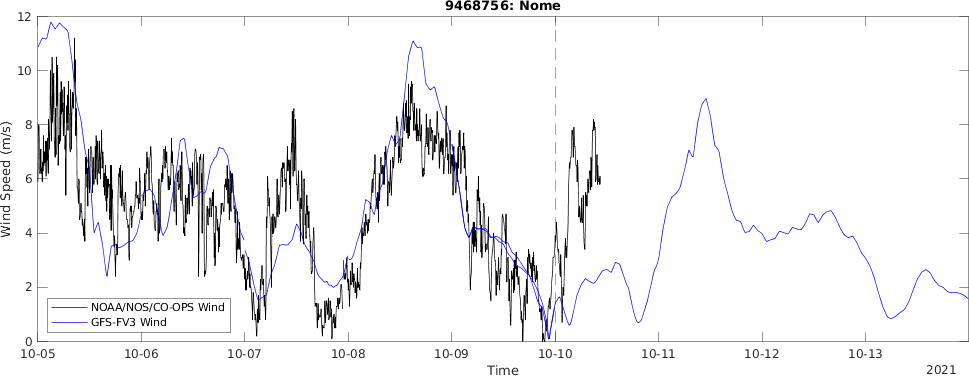 9468756: Nome
12
10
8
6
4
2
0
Wind Speed (m/s)
NOAA/NOS/CO-OPS Wind
GFS-FV3 Wind
10-05 10-06 10-07 10-08 10-09 10-10 10-11 10-12 10-13
Time
2021